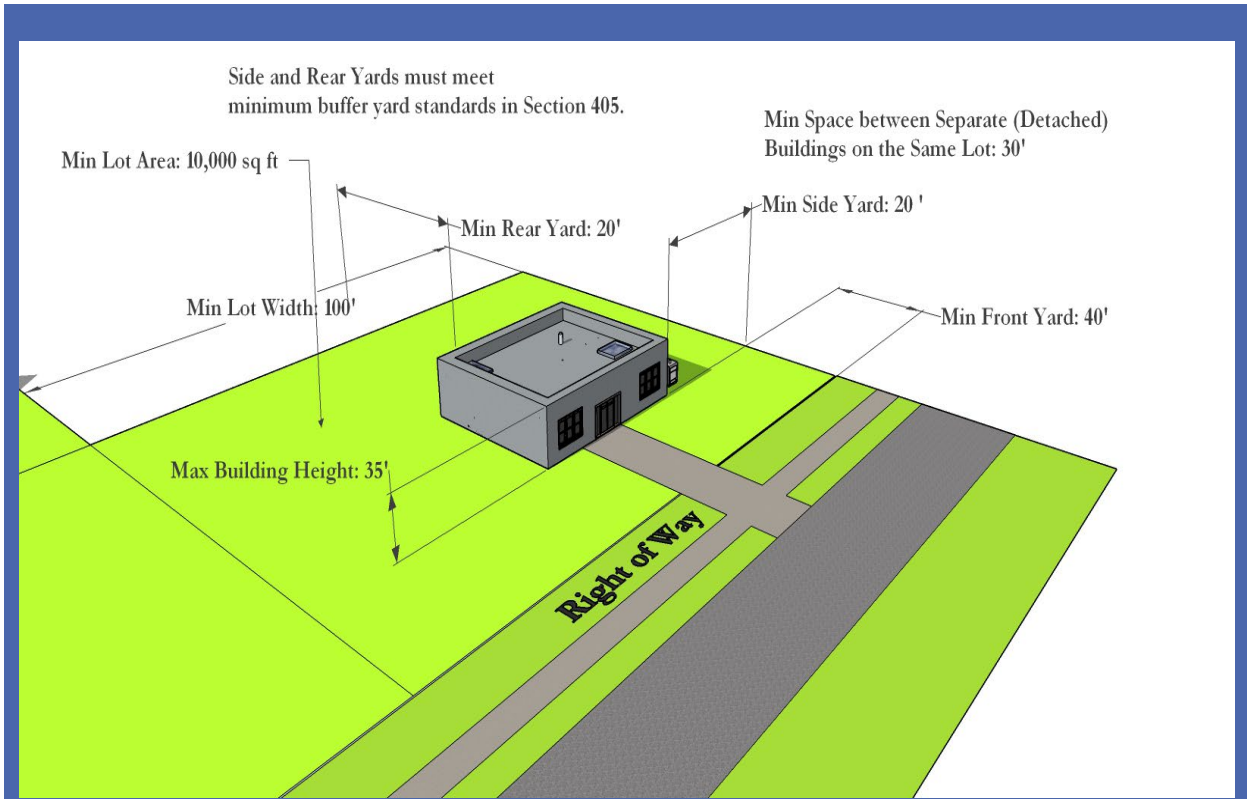 Side and Rear Yards must meet
minimum buffer yard standards in Section 405.
Min Space between Separate (Detached)
Buildings on the Same Lot: 30'
Min Lot Area: 10,000 sq ft
Min Side Yard: 20 '
Min Rear Yard: 20'
Min Lot Width: 100'
Min Front Yard: 40'
Max Building Height: 35'
Right of Way